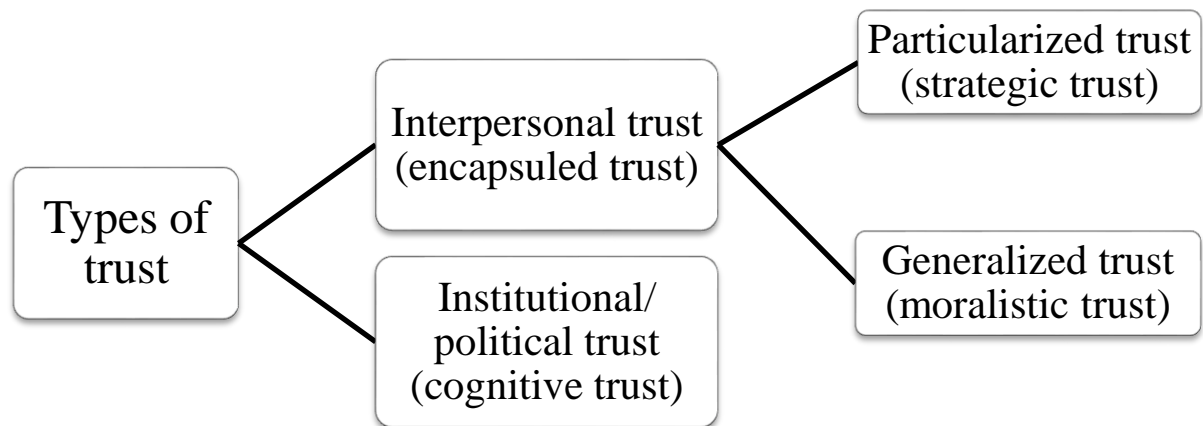 Types of
trust
Interpersonal trust
(encapsuled trust)
Institutional/
political trust
(cognitive trust)
Particularized trust
(strategic trust)
Generalized trust
(moralistic trust)